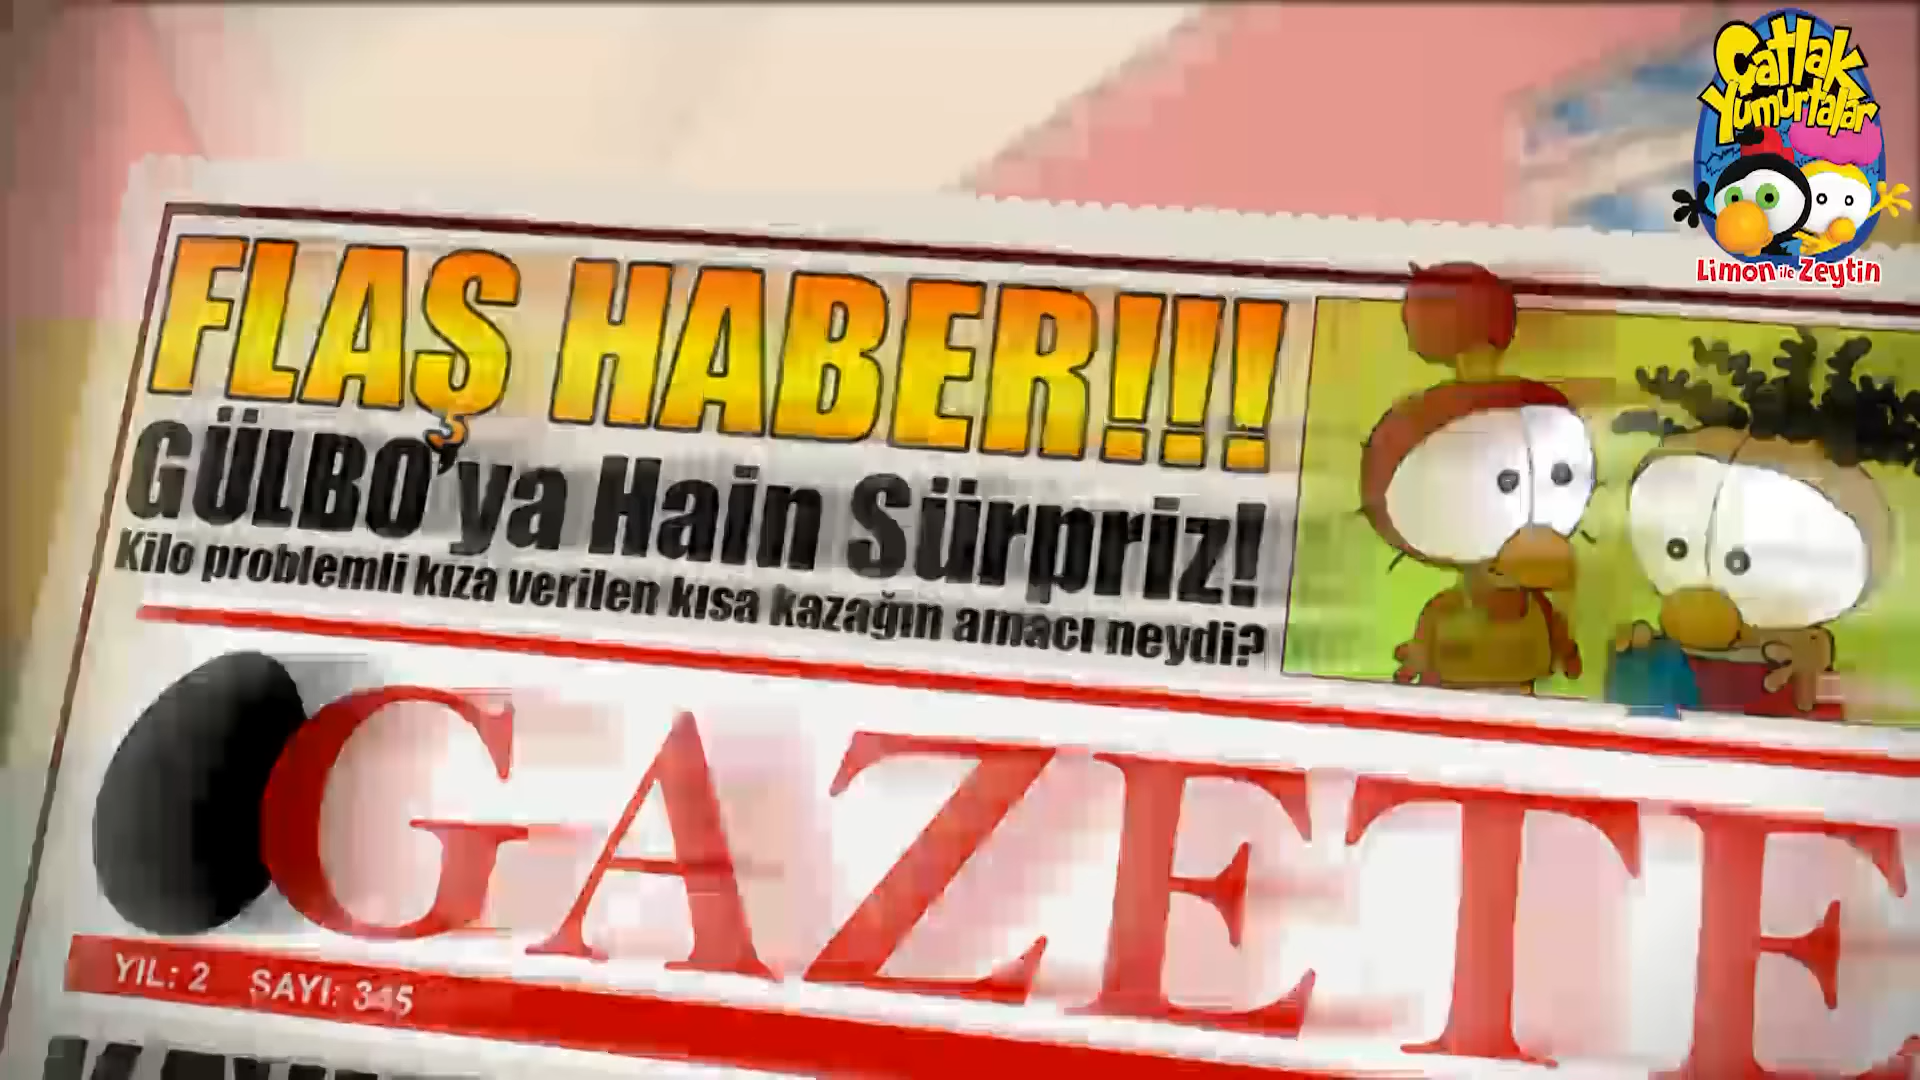 Çatlak
Yumurtalar
Limon ile Zeytin
FLAŞ HABER!!!
GÜLBO'ya Hain Sürpriz!
Kilo problemli kıza verilen kısa kazağın amacı neydi?
GAZETE
YIL: 2 SAYI: 345